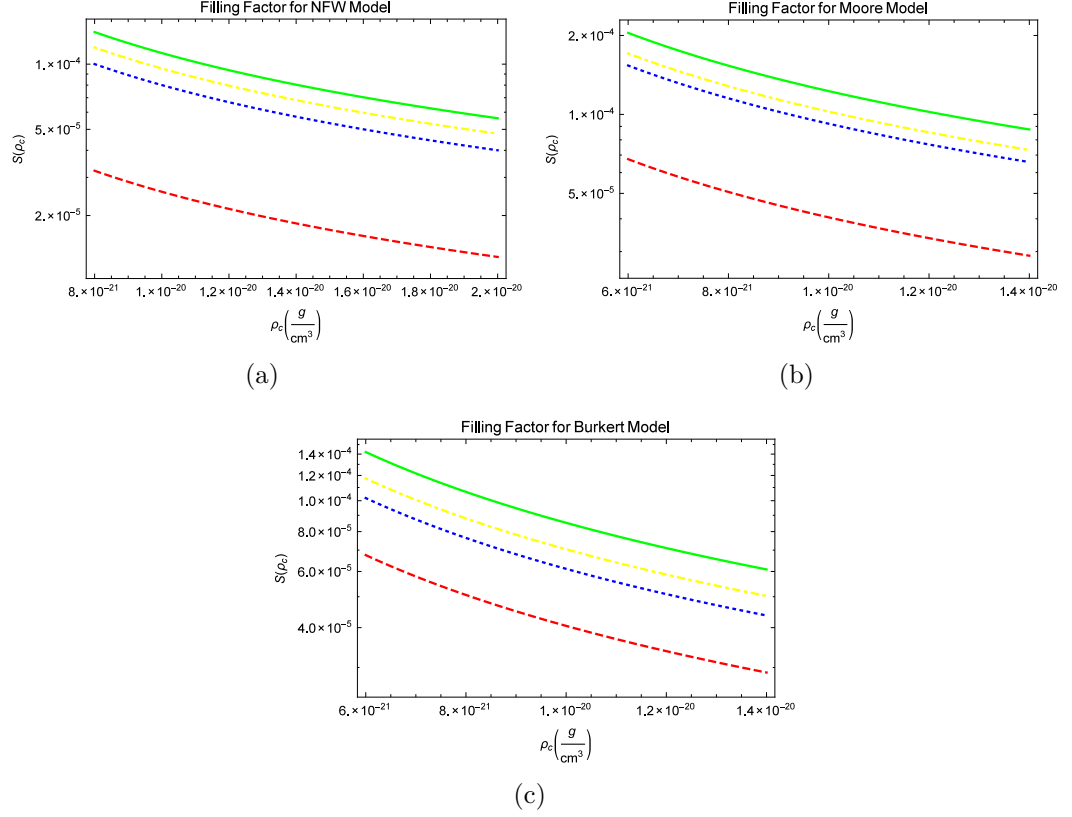 Filling Factor for NFW Model
1.×10⁻⁴
5.×10⁻⁵
2.×10⁻⁵
S(ρc)
8.×10⁻²¹ 1.×10⁻²⁰ 1.2×10⁻²⁰ 1.4×10⁻²⁰ 1.6×10⁻²⁰ 1.8×10⁻²⁰ 2.×10⁻²⁰
ρc(g/cm³)
(a)
Filling Factor for Moore Model
2.×10⁻⁴
1.×10⁻⁴
5.×10⁻⁵
S(ρc)
6.×10⁻²¹ 8.×10⁻²¹ 1.×10⁻²⁰ 1.2×10⁻²⁰ 1.4×10⁻²⁰
ρc(g/cm³)
(b)
Filling Factor for Burkert Model
1.4×10⁻⁴
1.2×10⁻⁴
1.0×10⁻⁴
8.0×10⁻⁵
6.0×10⁻⁵
4.0×10⁻⁵
S(ρc)
6.×10⁻²¹ 8.×10⁻²¹ 1.×10⁻²⁰ 1.2×10⁻²⁰ 1.4×10⁻²⁰
ρc(g/cm³)
(c)